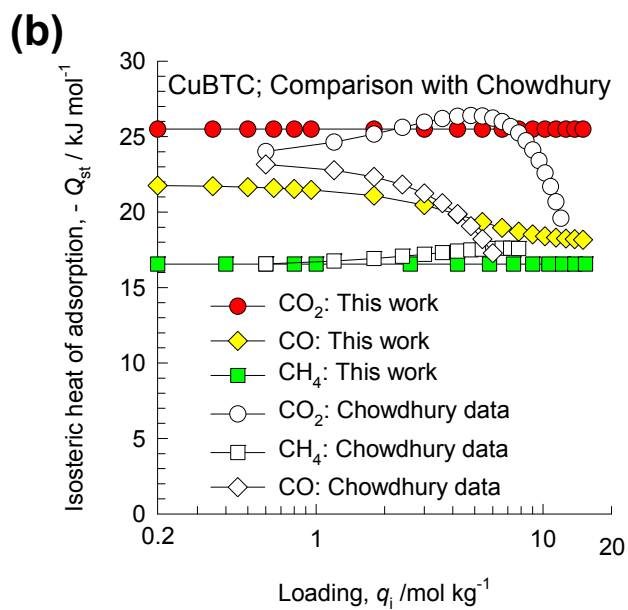 (b)
CuBTC; Comparison with Chowdhury
Isosteric heat of adsorption, - Qst / kJ mol-1
30
25
20
15
10
5
0
CO2: This work
CO: This work
CH4: This work
CO2: Chowdhury data
CH4: Chowdhury data
CO: Chowdhury data
0.2
1
10
20
Loading, qi /mol kg-1